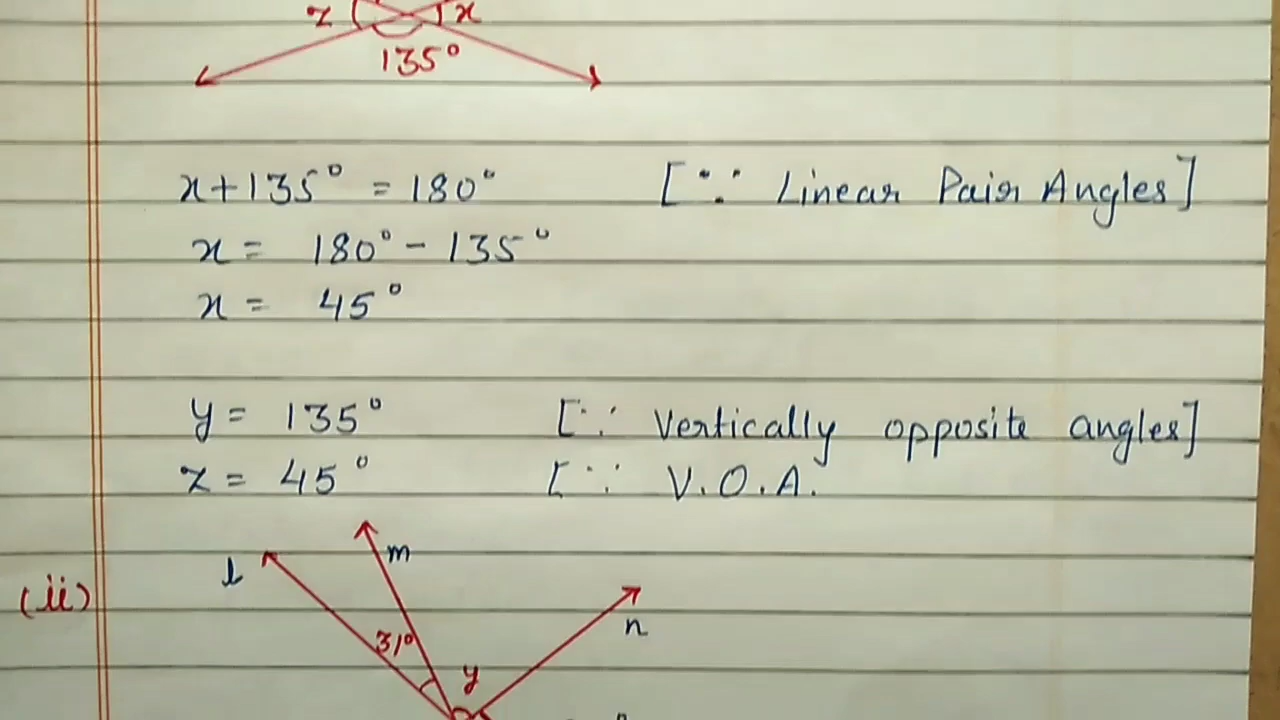 z x
135°
x+135° = 180° [∵ Linear Pair Angles]
x = 180° - 135°
x = 45°
y = 135° [∵ Vertically opposite angles]
z = 45° [∵ V.O.A.
(ii) l m
n
31°
y